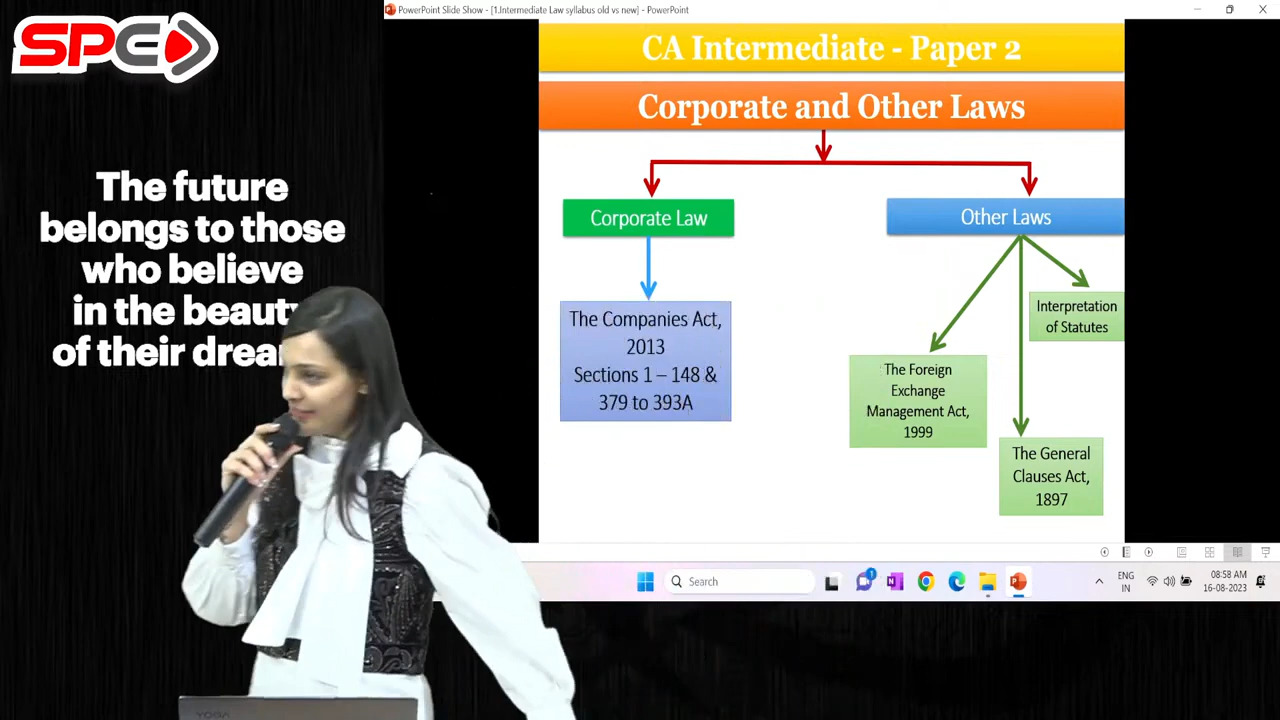 SPC
PowerPoint Slide Show - [1.Intermediate Law syllabus old vs new] - PowerPoint
CA Intermediate - Paper 2
Corporate and Other Laws
The future
belongs to those
who believe
in the beauty
of their drea
Corporate Law
Other Laws
The Companies Act,
2013
Sections 1 – 148 &
379 to 393A
Interpretation
of Statutes
The Foreign
Exchange
Management Act,
1999
The General
Clauses Act,
1897
Search
1
ENG
IN
08:58 AM
16-08-2023
YOGA